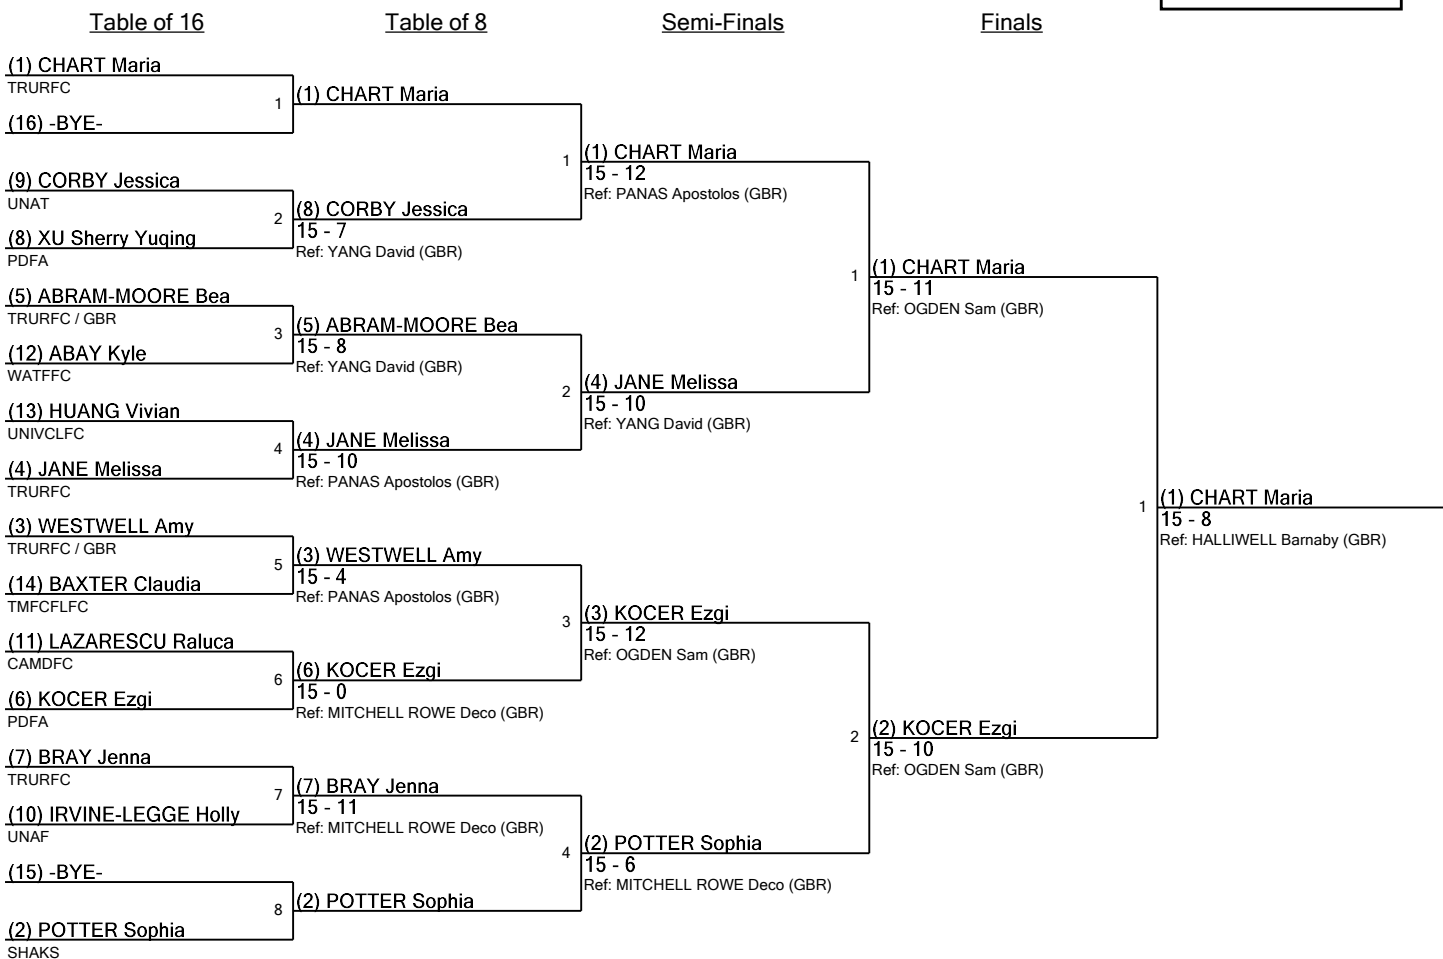 Table of 16
Table of 8
Semi-Finals
Finals
(1) CHART Maria
TRURFC
(16) -BYE-
(9) CORBY Jessica
UNAT
(8) XU Sherry Yuqing
PDFA
(5) ABRAM-MOORE Bea
TRURFC / GBR
(12) ABAY Kyle
WATFFC
(13) HUANG Vivian
UNIVCLFC
(4) JANE Melissa
TRURFC
(3) WESTWELL Amy
TRURFC / GBR
(14) BAXTER Claudia
TMFCFLFC
(11) LAZARESCU Raluca
CAMDFC
(6) KOCER Ezgi
PDFA
(7) BRAY Jenna
TRURFC
(10) IRVINE-LEGGE Holly
UNAF
(15) -BYE-
(2) POTTER Sophia
SHAKS
1
(1) CHART Maria
2
(8) CORBY Jessica
15 - 7
Ref: YANG David (GBR)
3
(5) ABRAM-MOORE Bea
15 - 8
Ref: YANG David (GBR)
4
(4) JANE Melissa
15 - 10
Ref: PANAS Apostolos (GBR)
5
(3) WESTWELL Amy
15 - 4
Ref: PANAS Apostolos (GBR)
6
(6) KOCER Ezgi
15 - 0
Ref: MITCHELL ROWE Deco (GBR)
7
(7) BRAY Jenna
15 - 11
Ref: MITCHELL ROWE Deco (GBR)
8
(2) POTTER Sophia
1
(1) CHART Maria
15 - 12
Ref: PANAS Apostolos (GBR)
2
(4) JANE Melissa
15 - 10
Ref: YANG David (GBR)
3
(3) KOCER Ezgi
15 - 12
Ref: OGDEN Sam (GBR)
4
(2) POTTER Sophia
15 - 6
Ref: MITCHELL ROWE Deco (GBR)
1
(1) CHART Maria
15 - 11
Ref: OGDEN Sam (GBR)
2
(2) KOCER Ezgi
15 - 10
Ref: OGDEN Sam (GBR)
1
(1) CHART Maria
15 - 8
Ref: HALLIWELL Barnaby (GBR)